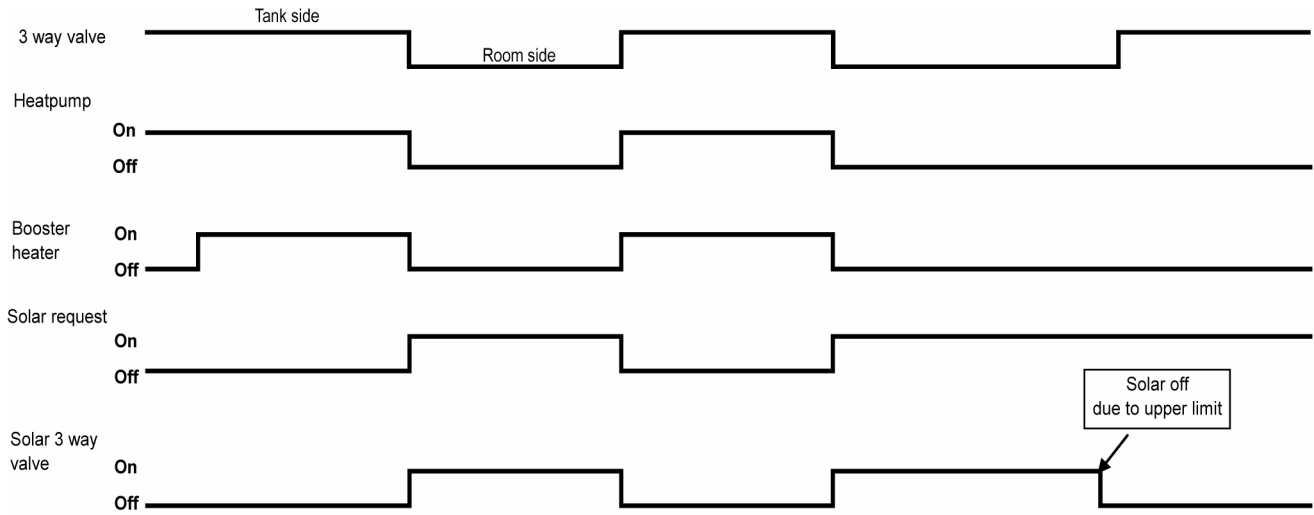 Tank side
3 way valve
Room side
Heatpump
On
Off
Booster
heater
On
Off
Solar request
On
Off
Solar off
due to upper limit
Solar 3 way
valve
On
Off